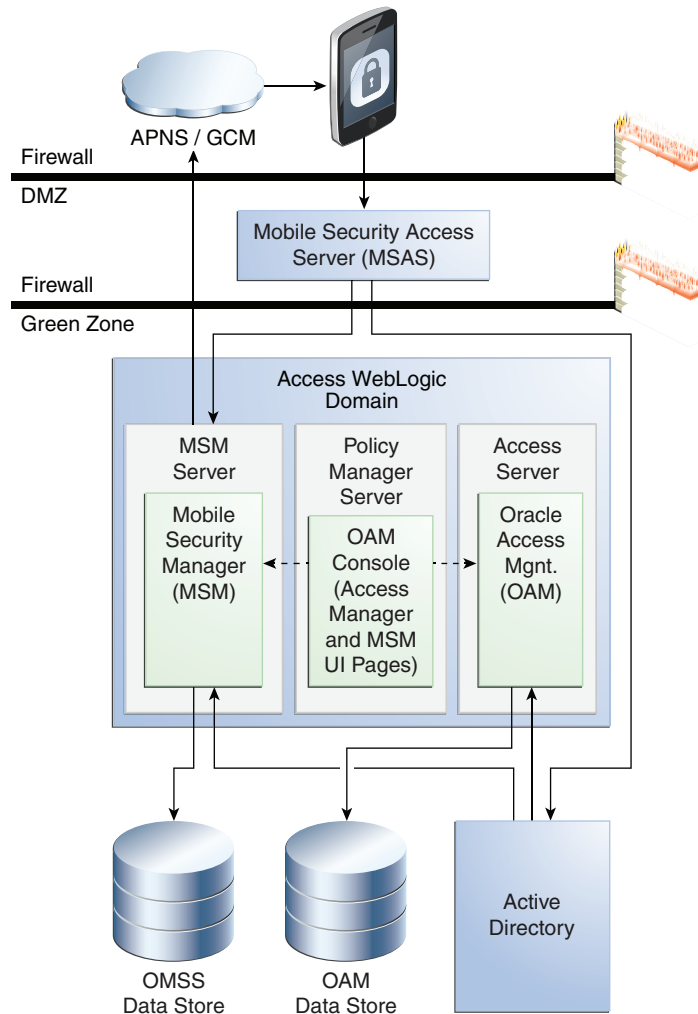 APNS / GCM
Firewall
DMZ
Mobile Security Access
Server (MSAS)
Firewall
Green Zone
Access WebLogic
Domain
MSM
Server
Mobile
Security
Manager
(MSM)
Policy
Manager
Server
OAM
Console
(Access
Manager
and MSM
UI Pages)
Access
Server
Oracle
Access
Mgnt.
(OAM)
OMSS
Data Store
OAM
Data Store
Active
Directory